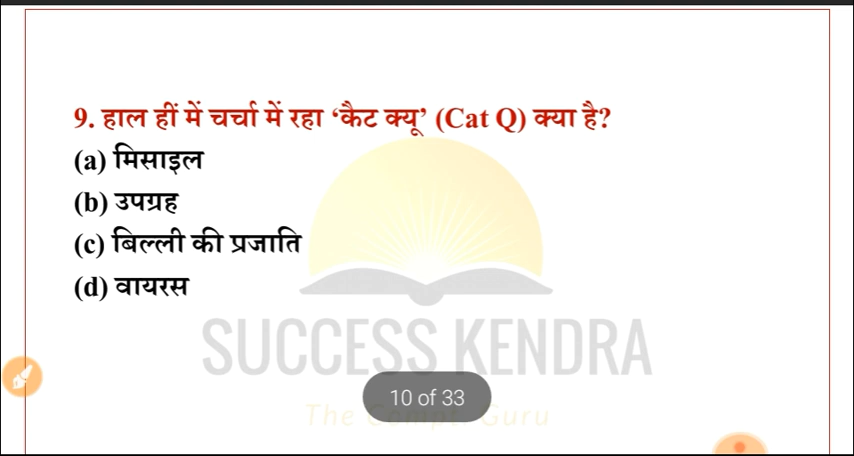 9. हाल हीं में चर्चा में रहा ‘कैट क्यू’ (Cat Q) क्या है?
(a) मिसाइल
(b) उपग्रह
(c) बिल्ली की प्रजाति
(d) वायरस
SUCCESS KENDRA
10 of 33
The Guru